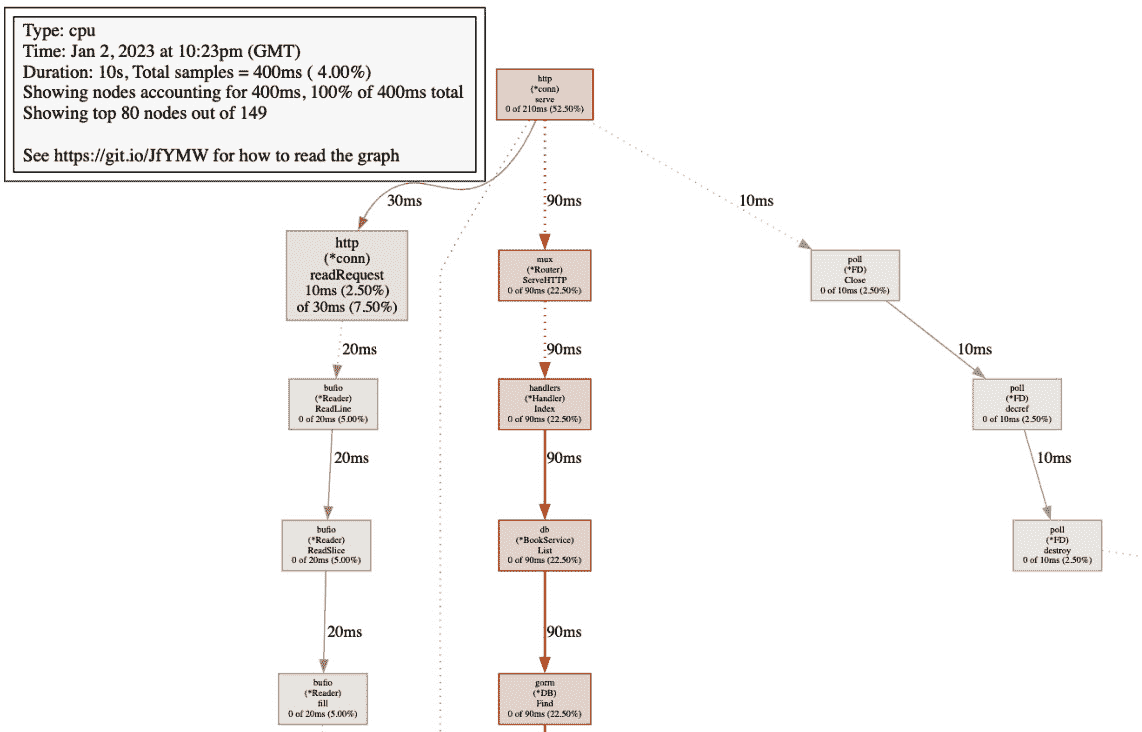 Type: cpu
Time: Jan 2, 2023 at 10:23pm (GMT)
Duration: 10s, Total samples = 400ms ( 4.00%)
Showing nodes accounting for 400ms, 100% of 400ms total
Showing top 80 nodes out of 149
See https://git.io/JfYMW for how to read the graph
http
(*conn)
serve
0 of 210ms (52.50%)
30ms
90ms
10ms
http
(*conn)
readRequest
10ms (2.50%)
of 30ms (7.50%)
mux
(*Router)
ServeHTTP
0 of 90ms (22.50%)
poll
(*FD)
Close
0 of 10ms (2.50%)
20ms
90ms
10ms
bufio
(*Reader)
ReadLine
0 of 20ms (5.00%)
handlers
(*Handler)
Index
0 of 90ms (22.50%)
poll
(*FD)
decref
0 of 10ms (2.50%)
20ms
90ms
10ms
bufio
(*Reader)
ReadSlice
0 of 20ms (5.00%)
db
(*BookService)
List
0 of 90ms (22.50%)
poll
(*FD)
destroy
0 of 10ms (2.50%)
20ms
90ms
bufio
(*Reader)
fill
0 of 20ms (5.00%)
gorm
(*DB)
Find
0 of 90ms (22.50%)